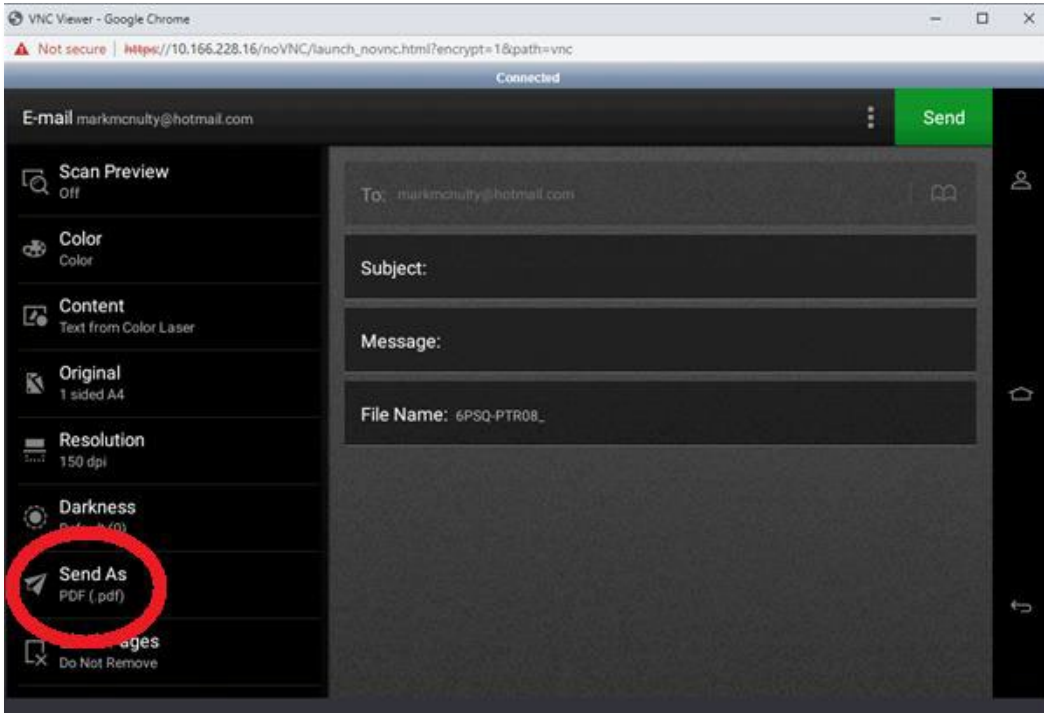 VNC Viewer - Google Chrome
Not secure | https://10.166.228.16/noVNC/launch_novnc.html?encrypt=1&path=vnc
Connected
E-mail markmcnulty@hotmail.com
Send
Scan Preview
Off
Color
Color
Content
Text from Color Laser
Original
1 sided A4
Resolution
150 dpi
Darkness
Default (0)
Send As
PDF (.pdf)
ages
Do Not Remove
To: markmcnulty@hotmail.com
Subject:
Message:
File Name: 6PSQ-PTR08_